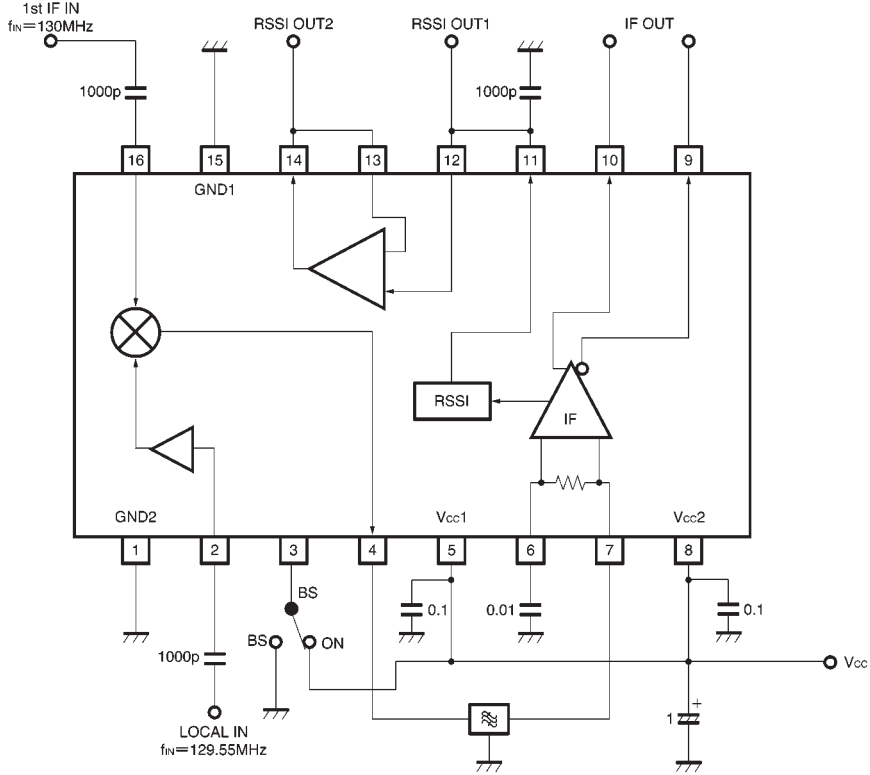 1st IF IN
fIN=130MHz
RSSI OUT2
RSSI OUT1
IF OUT
1000p
1000p
16
15
14
13
12
11
10
9
GND1
RSSI
IF
GND2
Vcc1
Vcc2
1
2
3
4
5
6
7
8
BS
0.1
0.01
0.1
BS
ON
1000p
Vcc
+
1
LOCAL IN
fIN=129.55MHz